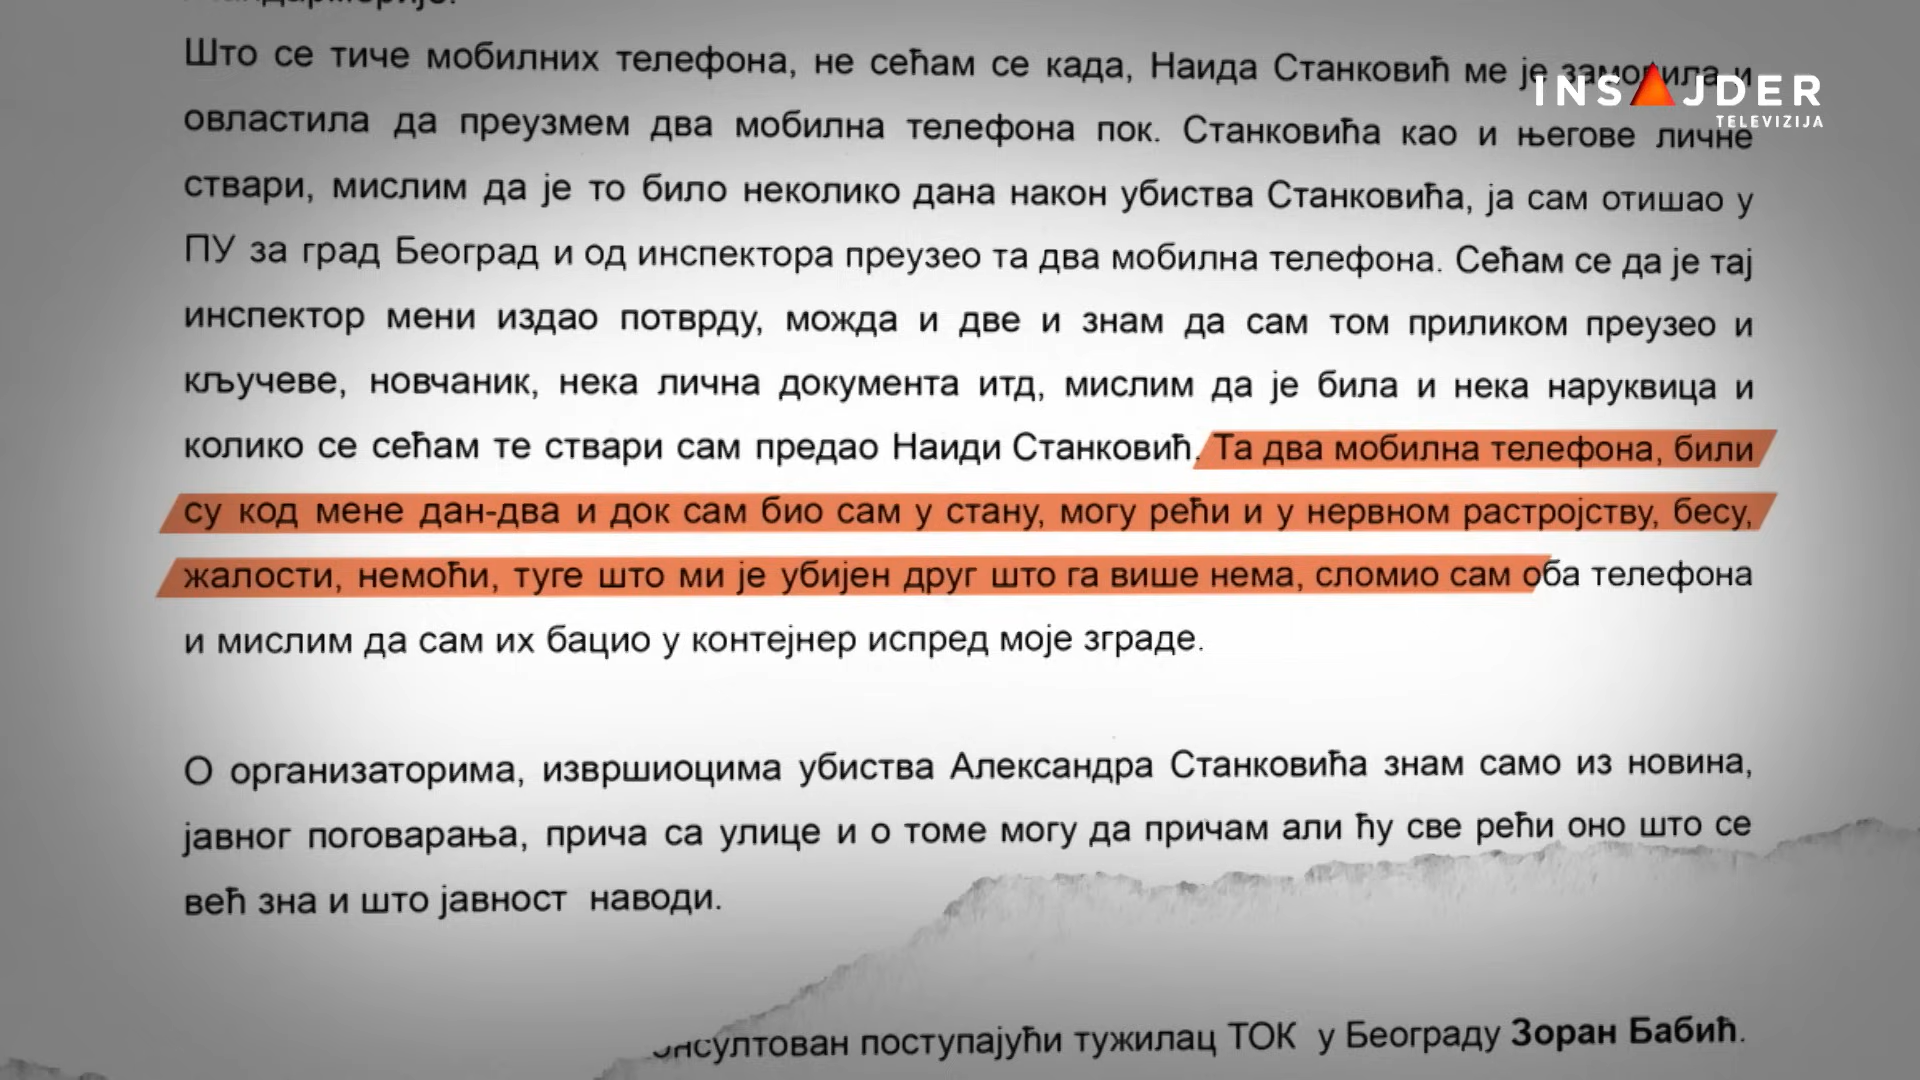 Што се тиче мобилних телефона, не сећам се када, Наида Станковић ме је замолила и
INSAJDER
TELEVIZIJA
овластила да преузмем два мобилна телефона пок. Станковића као и његове личне
ствари, мислим да је то било неколико дана након убиства Станковића, ја сам отишао у
ПУ за град Београд и од инспектора преузео та два мобилна телефона. Сећам се да је тај
инспектор мени издао потврду, можда и две и знам да сам том приликом преузео и
кључеве, новчаник, нека лична документа итд, мислим да је била и нека наруквица и
колико се сећам те ствари сам предао Наиди Станковић. Та два мобилна телефона, били
су код мене дан-два и док сам био сам у стану, могу рећи и у нервном растројству, бесу,
жалости, немоћи, туге што ми је убијен друг што га више нема, сломио сам оба телефона
и мислим да сам их бацио у контејнер испред моје зграде.
О организаторима, извршиоцима убиства Александра Станковића знам само из новина,
јавног поговарања, прича са улице и о томе могу да причам али ћу све рећи оно што се
већ зна и што јавност наводи.
поступајући тужилац ТОК у Београду Зоран Бабић.